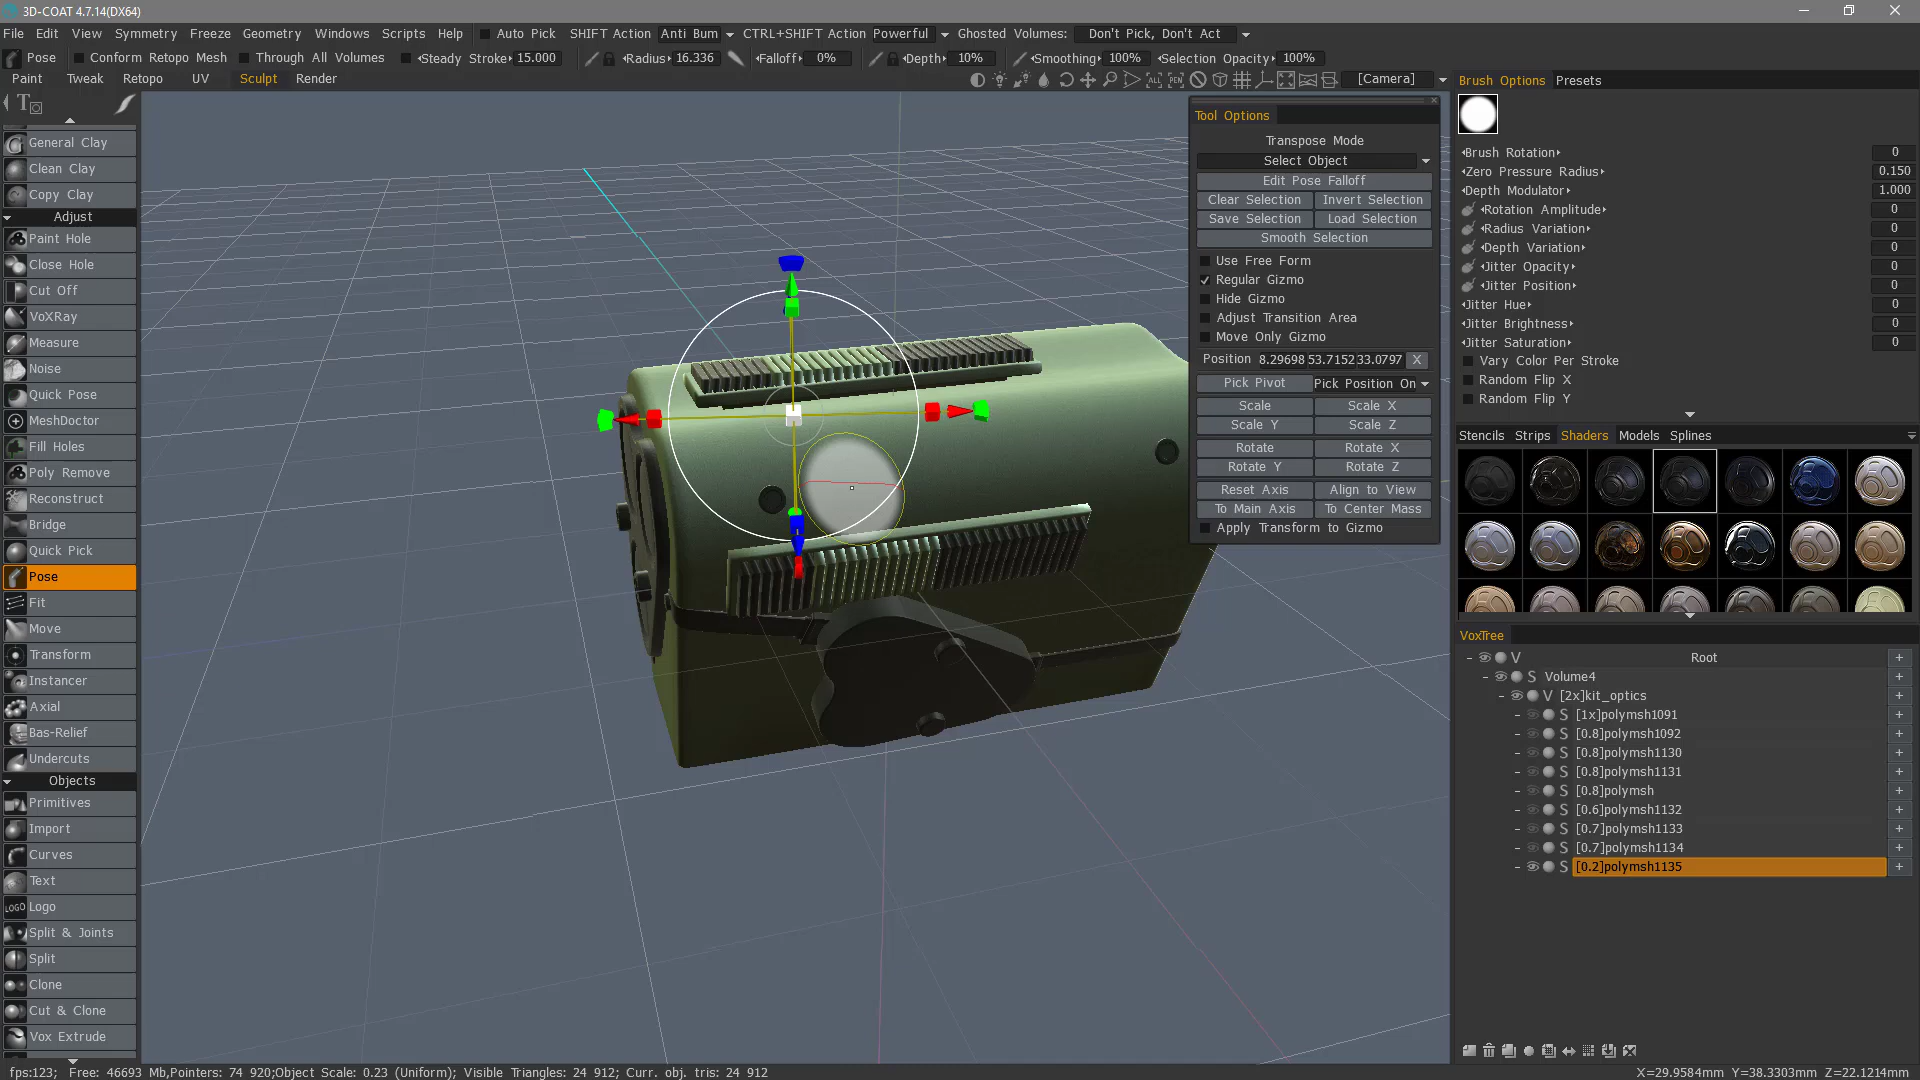 3D-COAT 4.7.14(DX64)
File Edit View Symmetry Freeze Geometry Windows Scripts Help Auto Pick SHIFT Action Anti Bum CTRL+SHIFT Action Powerful Ghosted Volumes: Don't Pick, Don't Act
Pose Conform Retopo Mesh Through All Volumes Steady Stroke 15.000 Radius 16.336 Falloff 0% Depth 10% Smoothing 100% Selection Opacity 100%
Paint Tweak Retopo UV Sculpt Render ALL PEN [Camera]
General Clay
Clean Clay
Copy Clay
Adjust
Paint Hole
Close Hole
Cut Off
VoXRay
Measure
Noise
Quick Pose
MeshDoctor
Fill Holes
Poly Remove
Reconstruct
Bridge
Quick Pick
Pose
Fit
Move
Transform
Instancer
Axial
Bas-Relief
Undercuts
Objects
Primitives
Import
Curves
Text
LOGO Logo
Split & Joints
Split
Clone
Cut & Clone
Vox Extrude
Tool Options
Transpose Mode
Select Object
Edit Pose Falloff
Clear Selection Invert Selection
Save Selection Load Selection
Smooth Selection
Use Free Form
Regular Gizmo
Hide Gizmo
Adjust Transition Area
Move Only Gizmo
Position 8.29698 53.7152 33.0797 X
Pick Pivot Pick Position On
Scale Scale X
Scale Y Scale Z
Rotate Rotate X
Rotate Y Rotate Z
Reset Axis Align to View
To Main Axis To Center Mass
Apply Transform to Gizmo
Brush Options Presets
Brush Rotation 0
Zero Pressure Radius 0.150
Depth Modulator 1.000
Rotation Amplitude 0
Radius Variation 0
Depth Variation 0
Jitter Opacity 0
Jitter Position 0
Jitter Hue 0
Jitter Brightness 0
Jitter Saturation 0
Vary Color Per Stroke
Random Flip X
Random Flip Y
Stencils Strips Shaders Models Splines
VoxTree
V Root +
S Volume4 +
V [2x]kit_optics +
S [1x]polymsh1091 +
S [0.8]polymsh1092 +
S [0.8]polymsh1130 +
S [0.8]polymsh1131 +
S [0.8]polymsh +
S [0.6]polymsh1132 +
S [0.7]polymsh1133 +
S [0.7]polymsh1134 +
S [0.2]polymsh1135 +
fps:123; Free: 46693 Mb,Pointers: 74 920;Object Scale: 0.23 (Uniform); Visible Triangles: 24 912; Curr. obj. tris: 24 912 X=29.9584mm Y=38.3303mm Z=22.1214mm